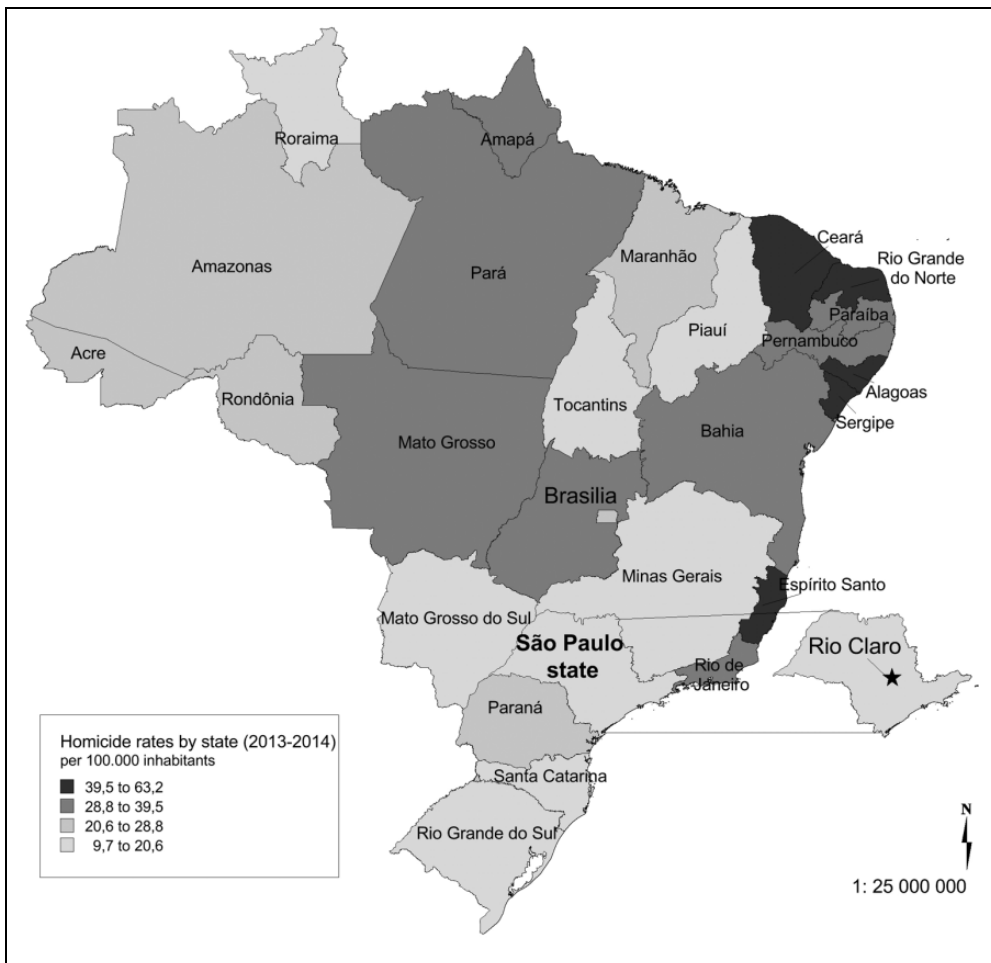 Roraima
Amapá
Ceará
Rio Grande
do Norte
Maranhão
Amazonas
Pará
Paraíba
Piauí
Pernambuco
Acre
Rondônia
Tocantins
Alagoas
Sergipe
Bahia
Mato Grosso
Brasilia
Minas Gerais
Espírito Santo
Mato Grosso do Sul
São Paulo
state
Rio Claro
Rio de
Janeiro
Paraná
Santa Catarina
Rio Grande do Sul
Homicide rates by state (2013-2014)
per 100.000 inhabitants
39,5 to 63,2
28,8 to 39,5
20,6 to 28,8
9,7 to 20,6
N
1: 25 000 000